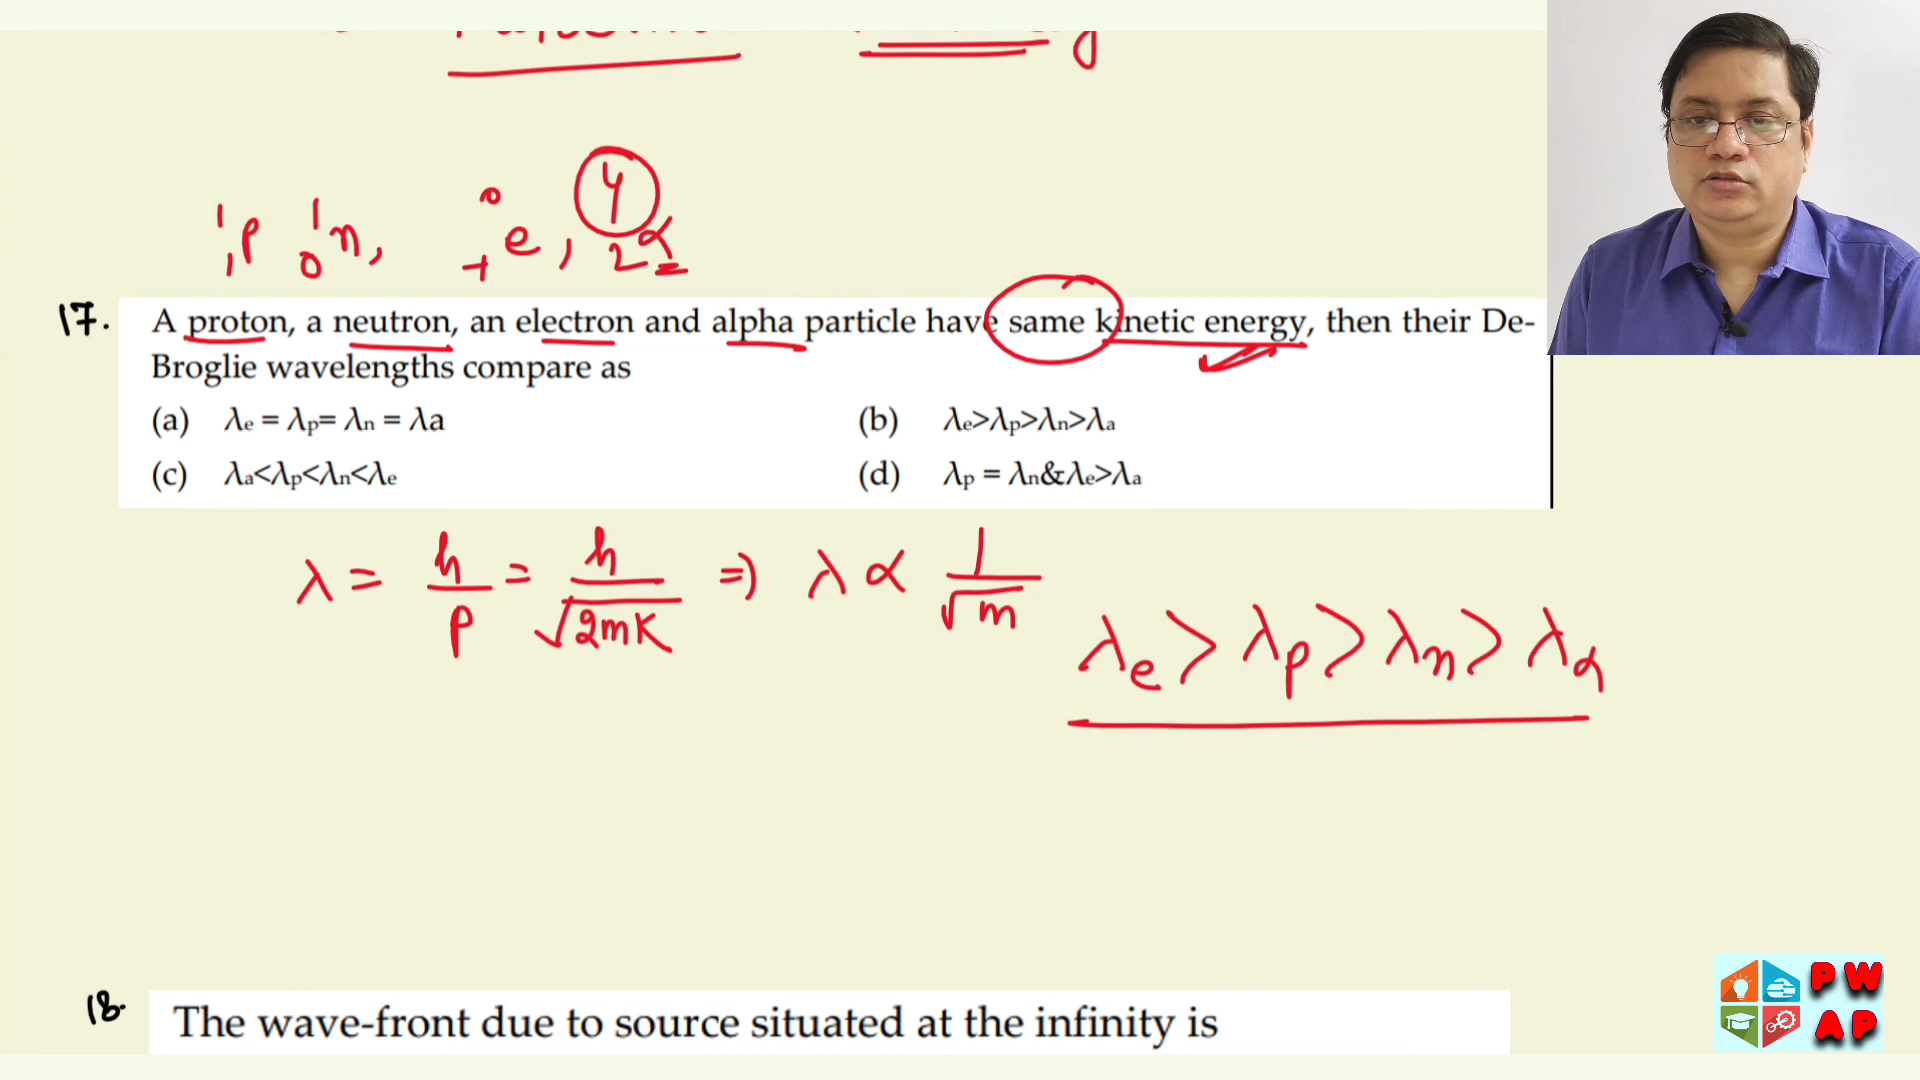 ¹₁p ¹₀n, ⁰₋₁e, ⁴₂α
17. A proton, a neutron, an electron and alpha particle have same kinetic energy, then their De-
Broglie wavelengths compare as
(a) λe = λp= λn = λa (b) λe>λp>λn>λa
(c) λa<λp<λn<λe (d) λp = λn&λe>λa
λ = h/p = h/√2mK ⇒ λ ∝ 1/√m
λe > λp > λn > λα
18. The wave-front due to source situated at the infinity is
PW
AP